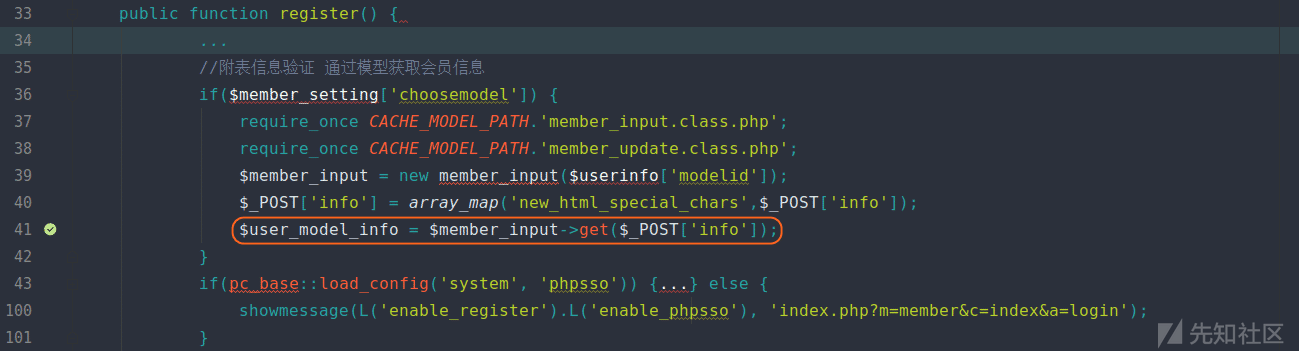 33 public function register() {
34 ...
35 //附表信息验证 通过模型获取会员信息
36 if($member_setting['choosemodel']) {
37 require_once CACHE_MODEL_PATH.'member_input.class.php';
38 require_once CACHE_MODEL_PATH.'member_update.class.php';
39 $member_input = new member_input($userinfo['modelid']);
40 $_POST['info'] = array_map('new_html_special_chars',$_POST['info']);
41 $user_model_info = $member_input->get($_POST['info']);
42 }
43 if(pc_base::load_config('system', 'phpsso')) {...} else {
100 showmessage(L('enable_register').L('enable_phpsso'), 'index.php?m=member&c=index&a=login');
101 }
先知社区